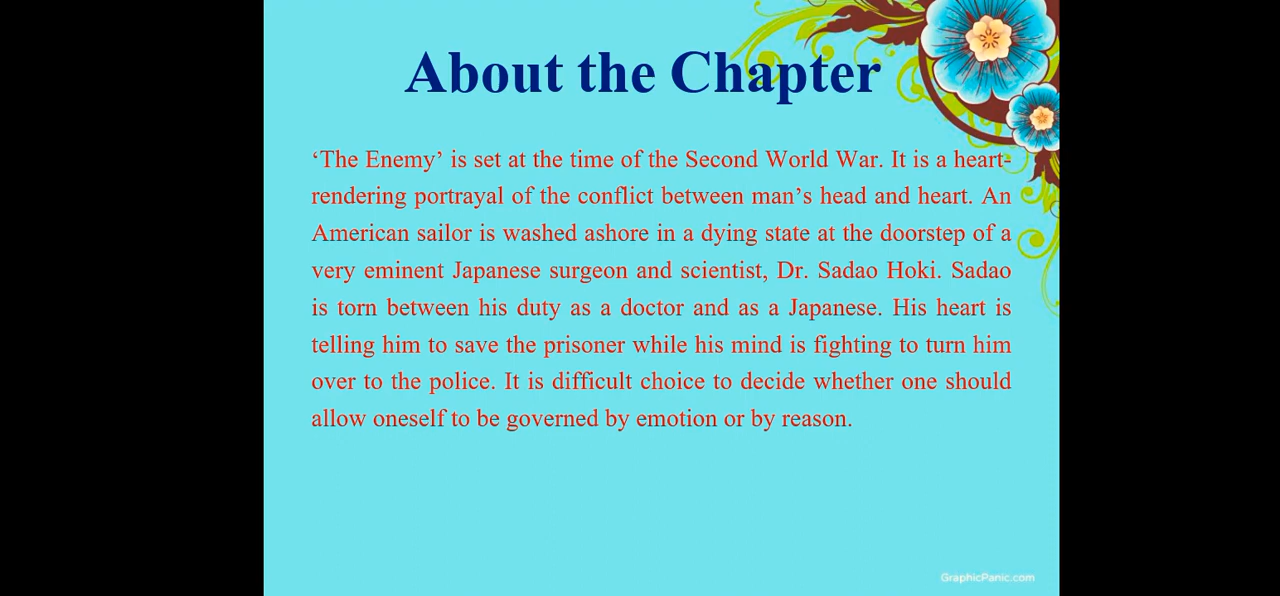 About the Chapter
‘The Enemy’ is set at the time of the Second World War. It is a heart-
rendering portrayal of the conflict between man’s head and heart. An
American sailor is washed ashore in a dying state at the doorstep of a
very eminent Japanese surgeon and scientist, Dr. Sadao Hoki. Sadao
is torn between his duty as a doctor and as a Japanese. His heart is
telling him to save the prisoner while his mind is fighting to turn him
over to the police. It is difficult choice to decide whether one should
allow oneself to be governed by emotion or by reason.
GraphicPanic.com